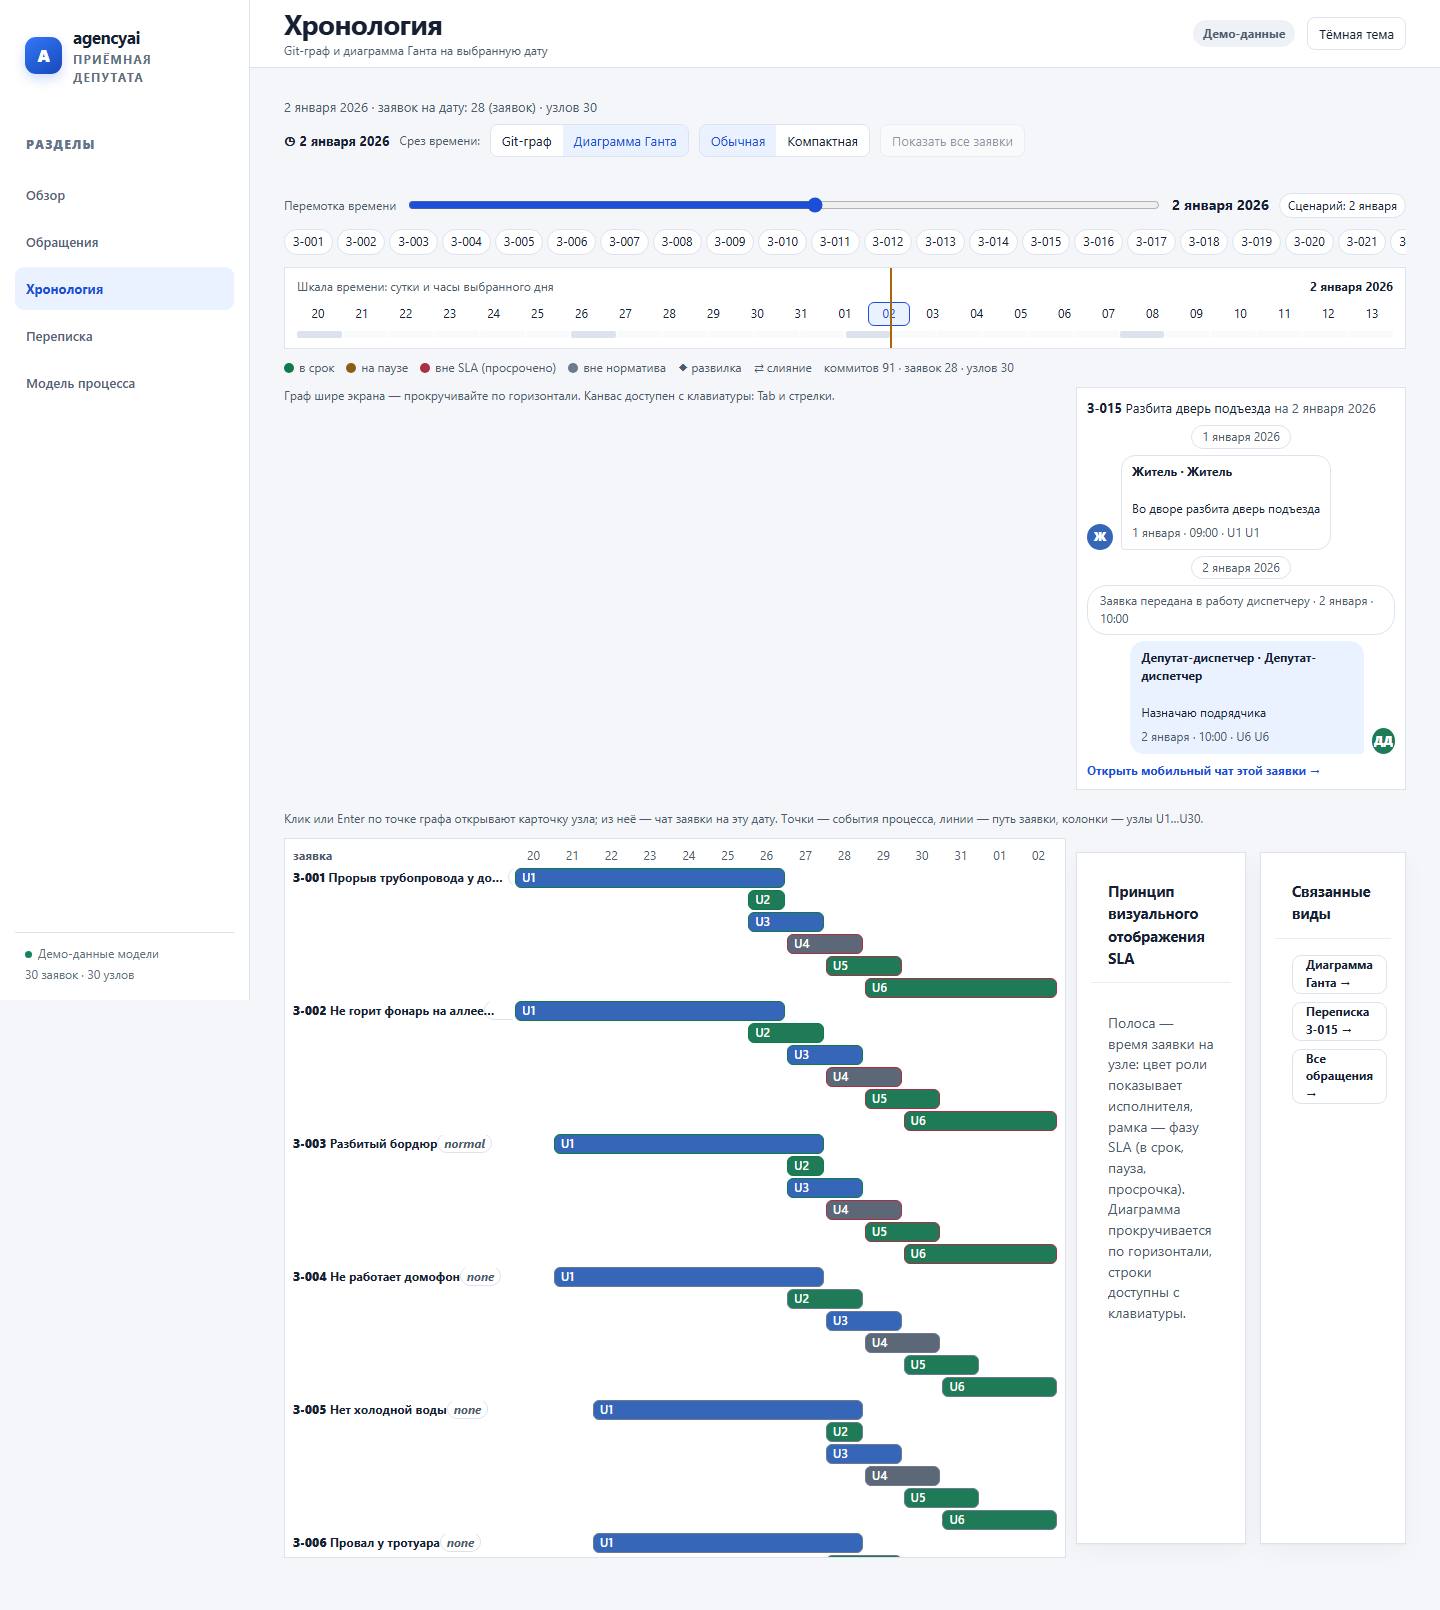 A
agencyai
ПРИЁМНАЯ
ДЕПУТАТА
РАЗДЕЛЫ
Обзор
Обращения
Хронология
Переписка
Модель процесса
Демо-данные модели
30 заявок · 30 узлов
Хронология
Git-граф и диаграмма Ганта на выбранную дату
Демо-данные
Тёмная тема
2 января 2026 · заявок на дату: 28 (заявок) · узлов 30
2 января 2026 Срез времени: Git-граф Диаграмма Ганта Обычная Компактная Показать все заявки
Перемотка времени 2 января 2026 Сценарий: 2 января
З-001 З-002 З-003 З-004 З-005 З-006 З-007 З-008 З-009 З-010 З-011 З-012 З-013 З-014 З-015 З-016 З-017 З-018 З-019 З-020 З-021 З
Шкала времени: сутки и часы выбранного дня 2 января 2026
20 21 22 23 24 25 26 27 28 29 30 31 01 02 03 04 05 06 07 08 09 10 11 12 13
в срок на паузе вне SLA (просрочено) вне норматива ◆ развилка ⇄ слияние коммитов 91 · заявок 28 · узлов 30
Граф шире экрана — прокручивайте по горизонтали. Канвас доступен с клавиатуры: Tab и стрелки.
З-015 Разбита дверь подъезда на 2 января 2026
1 января 2026
Житель · Житель
Во дворе разбита дверь подъезда
1 января · 09:00 · U1 U1
Ж
2 января 2026
Заявка передана в работу диспетчеру · 2 января ·
10:00
Депутат-диспетчер · Депутат-
диспетчер
Назначаю подрядчика
2 января · 10:00 · U6 U6
ДД
Открыть мобильный чат этой заявки →
Клик или Enter по точке графа открывают карточку узла; из неё — чат заявки на эту дату. Точки — события процесса, линии — путь заявки, колонки — узлы U1…U30.
заявка 20 21 22 23 24 25 26 27 28 29 30 31 01 02
З-001 Прорыв трубопровода у до… U1
U2
U3
U4
U5
U6
З-002 Не горит фонарь на аллее… U1
U2
U3
U4
U5
U6
З-003 Разбитый бордюр normal U1
U2
U3
U4
U5
U6
З-004 Не работает домофон none U1
U2
U3
U4
U5
U6
З-005 Нет холодной воды none U1
U2
U3
U4
U5
U6
З-006 Провал у тротуара none U1
Принцип
визуального
отображения
SLA
Полоса —
время заявки на
узле: цвет роли
показывает
исполнителя,
рамка — фазу
SLA (в срок,
пауза,
просрочка).
Диаграмма
прокручивается
по горизонтали,
строки
доступны с
клавиатуры.
Связанные
виды
Диаграмма
Ганта →
Переписка
З-015 →
Все
обращения
→